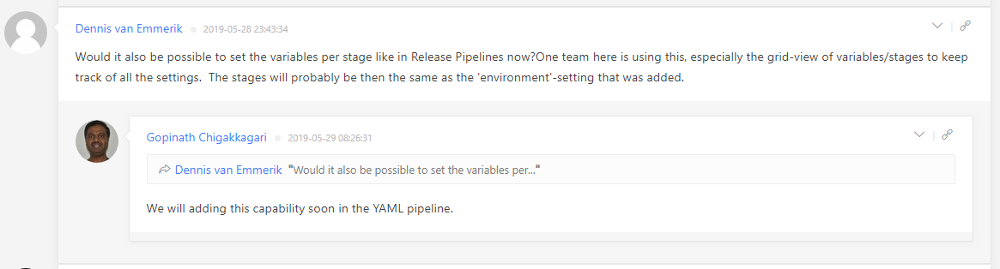 Dennis van Emmerik 2019-05-28 23:43:34
Would it also be possible to set the variables per stage like in Release Pipelines now?One team here is using this, especially the grid-view of variables/stages to keep
track of all the settings.  The stages will probably be then the same as the 'environment'-setting that was added.
Gopinath Chigakkagari 2019-05-29 08:26:31
Dennis van Emmerik "Would it also be possible to set the variables per..."
We will adding this capability soon in the YAML pipeline.